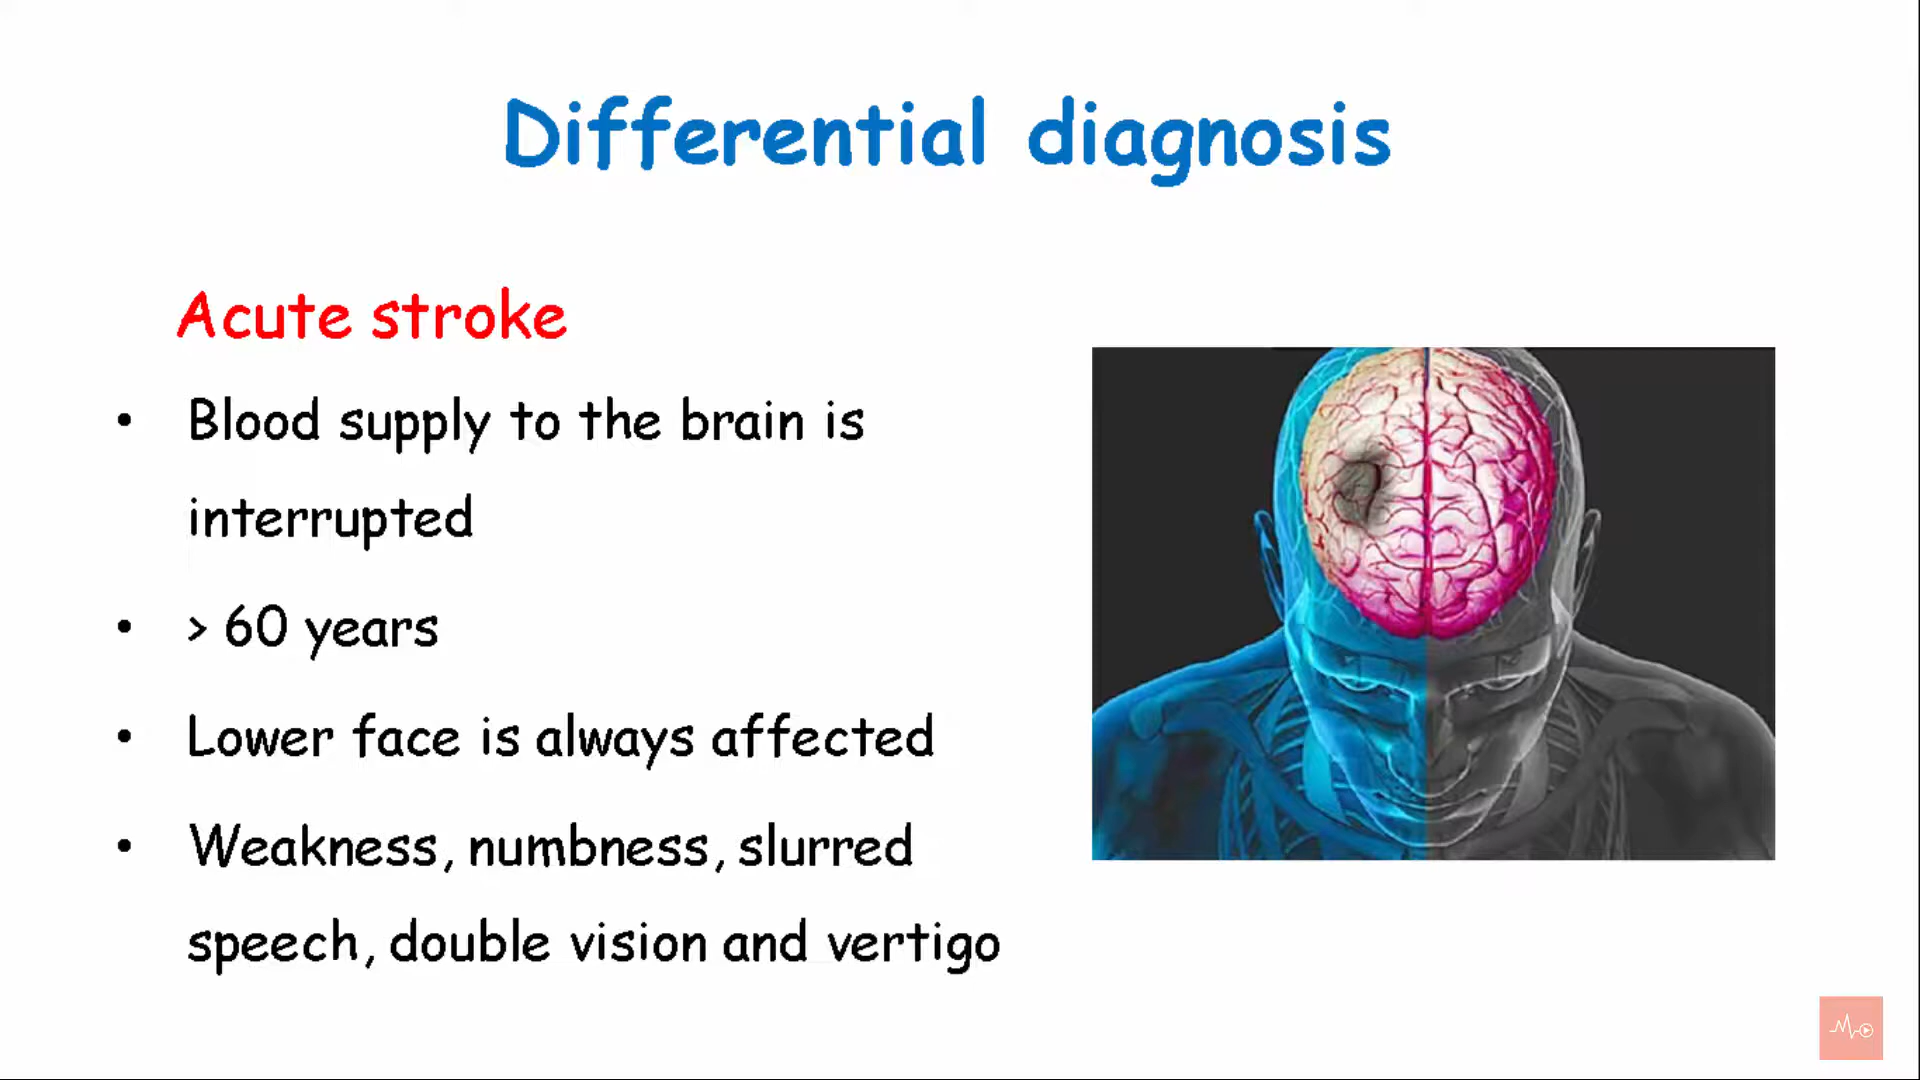 Differential diagnosis
Acute stroke
• Blood supply to the brain is
interrupted
• > 60 years
• Lower face is always affected
• Weakness, numbness, slurred
speech, double vision and vertigo